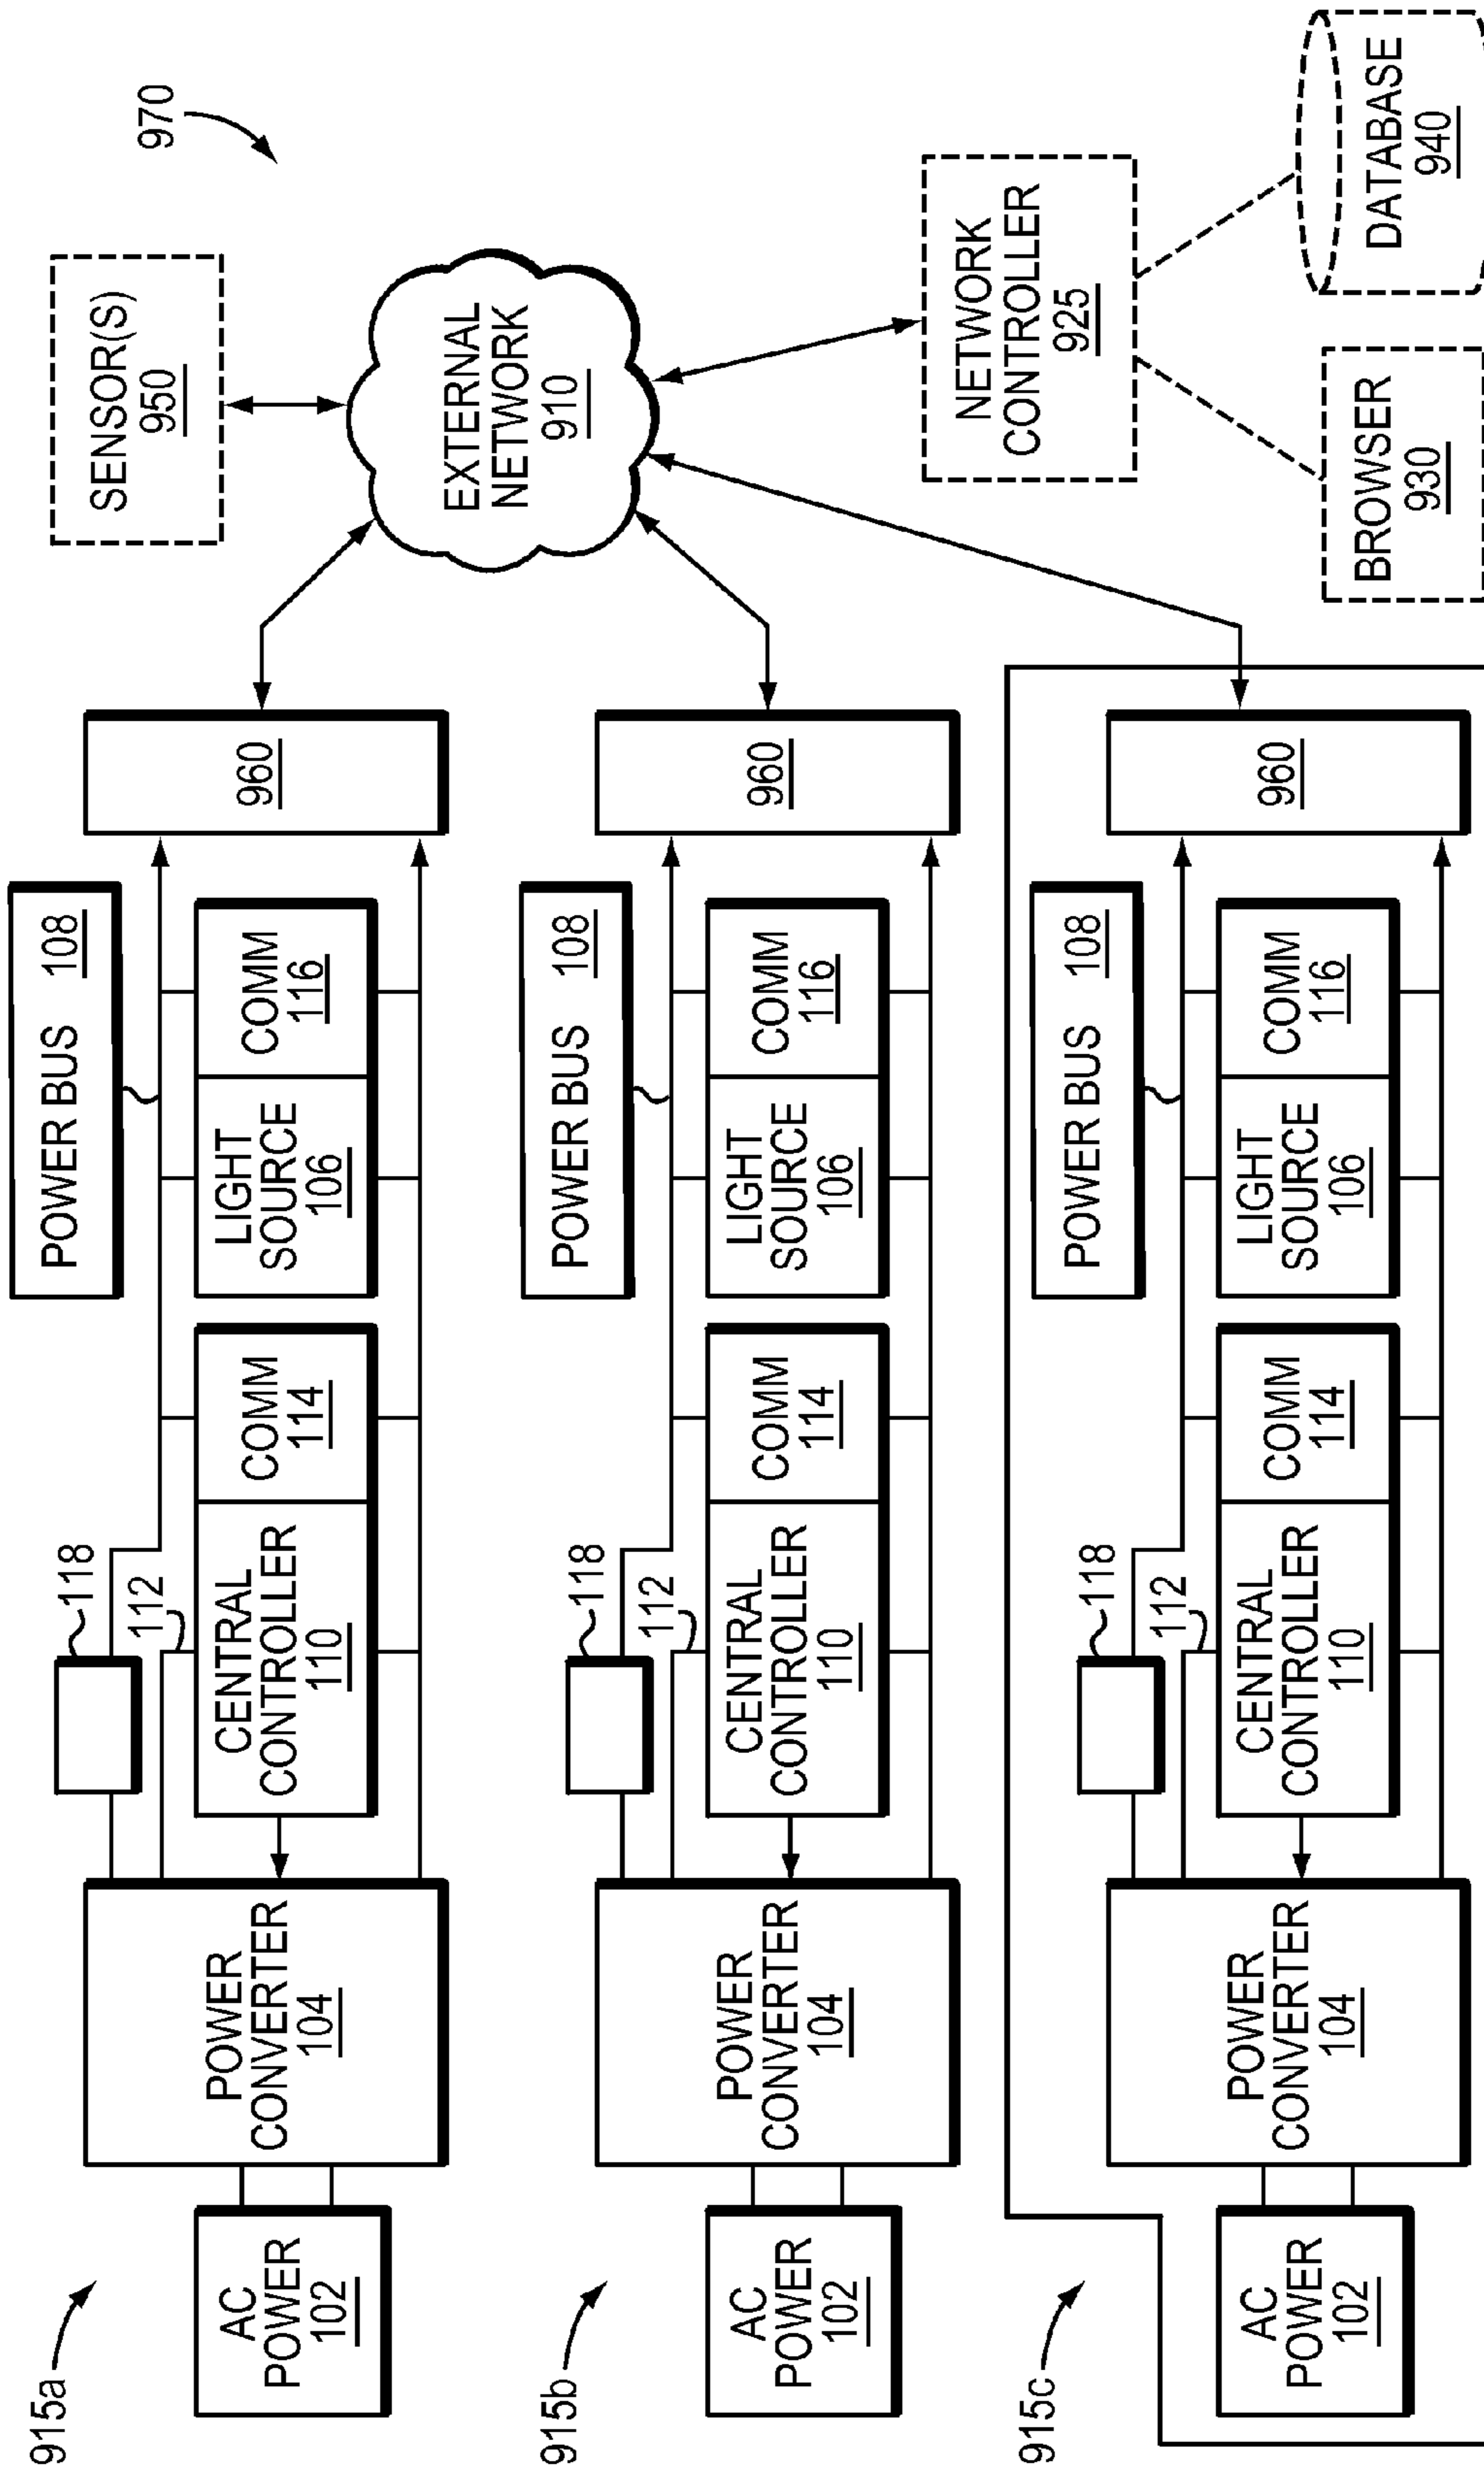 970
915a
AC
POWER
102
POWER
CONVERTER
104
118
112
CENTRAL
CONTROLLER
110
COMM
114
POWER BUS 108
LIGHT
SOURCE
106
COMM
116
960
SENSOR(S)
950
EXTERNAL
NETWORK
910
915b
AC
POWER
102
POWER
CONVERTER
104
118
112
CENTRAL
CONTROLLER
110
COMM
114
POWER BUS 108
LIGHT
SOURCE
106
COMM
116
960
NETWORK
CONTROLLER
925
915c
AC
POWER
102
POWER
CONVERTER
104
118
112
CENTRAL
CONTROLLER
110
COMM
114
POWER BUS 108
LIGHT
SOURCE
106
COMM
116
960
BROWSER
930
DATABASE
940